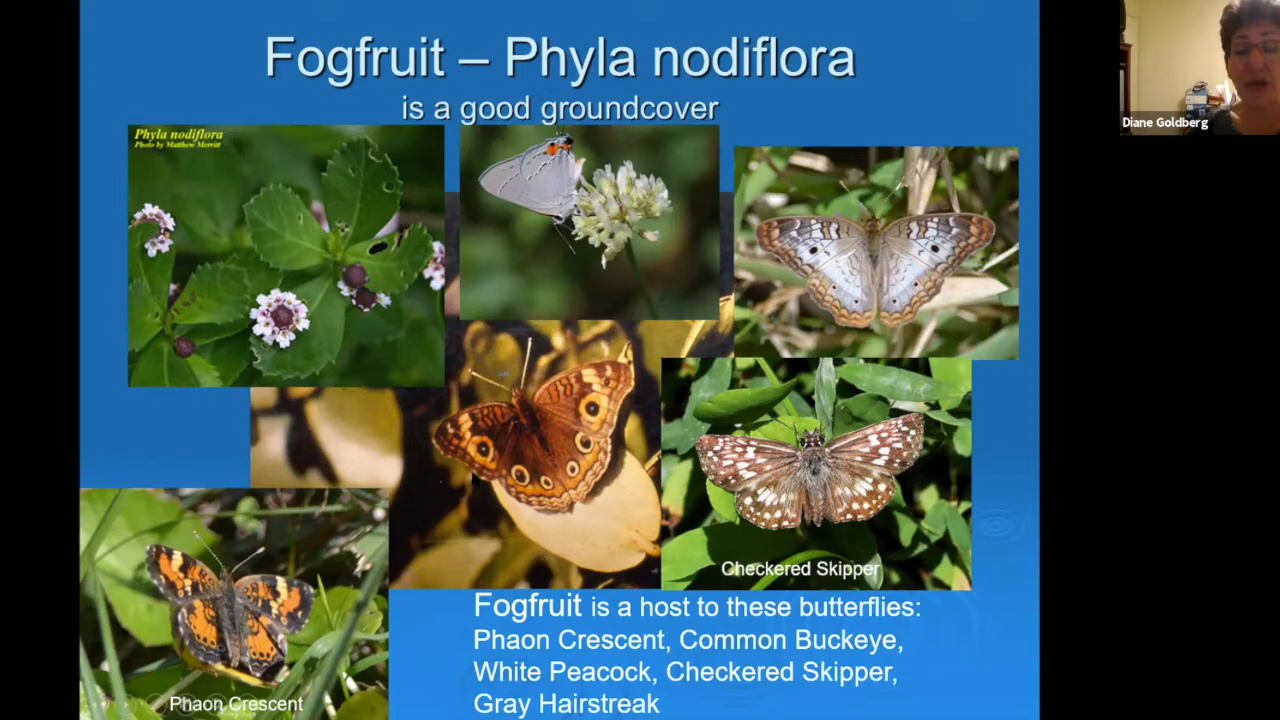 Fogfruit – Phyla nodiflora
is a good groundcover
Phyla nodiflora
Photo by Matthew Merritt
Diane Goldberg
Checkered Skipper
Phaon Crescent
Fogfruit is a host to these butterflies:
Phaon Crescent, Common Buckeye,
White Peacock, Checkered Skipper,
Gray Hairstreak